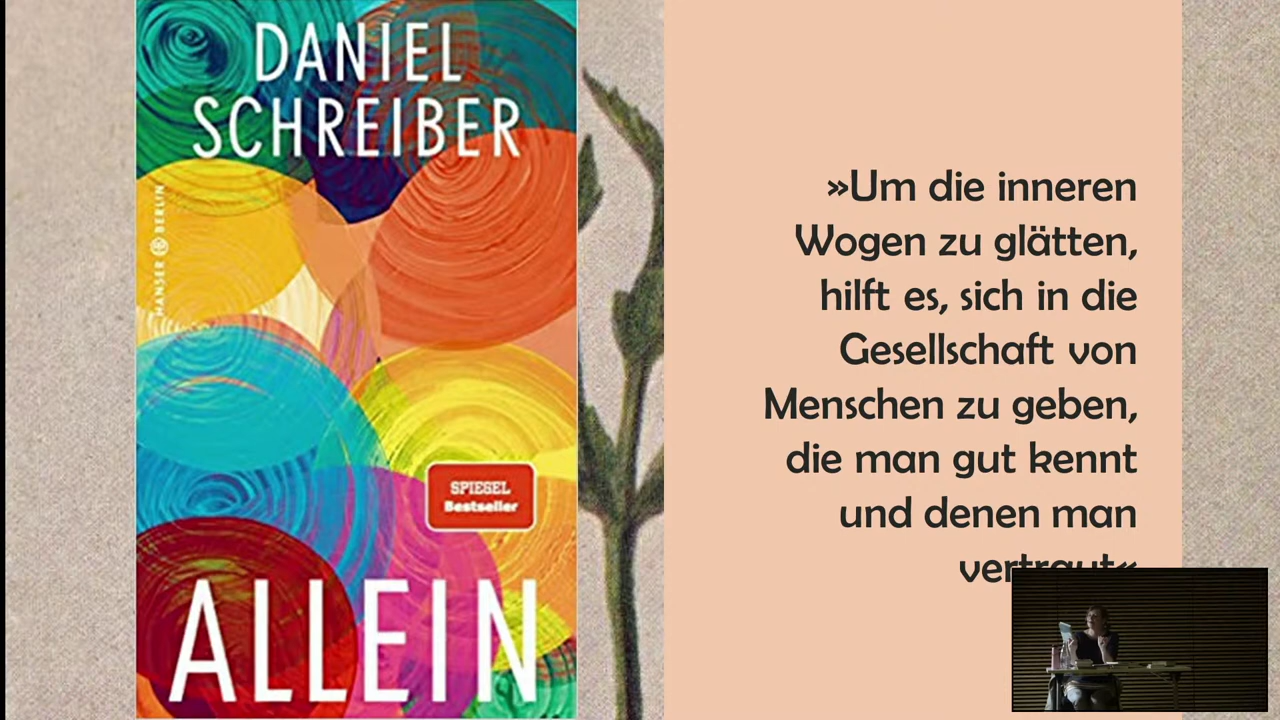 DANIEL
SCHREIBER
HANSER BERLIN
SPIEGEL
Bestseller
ALLEIN
»Um die inneren
Wogen zu glätten,
hilft es, sich in die
Gesellschaft von
Menschen zu geben,
die man gut kennt
und denen man
vertraut«